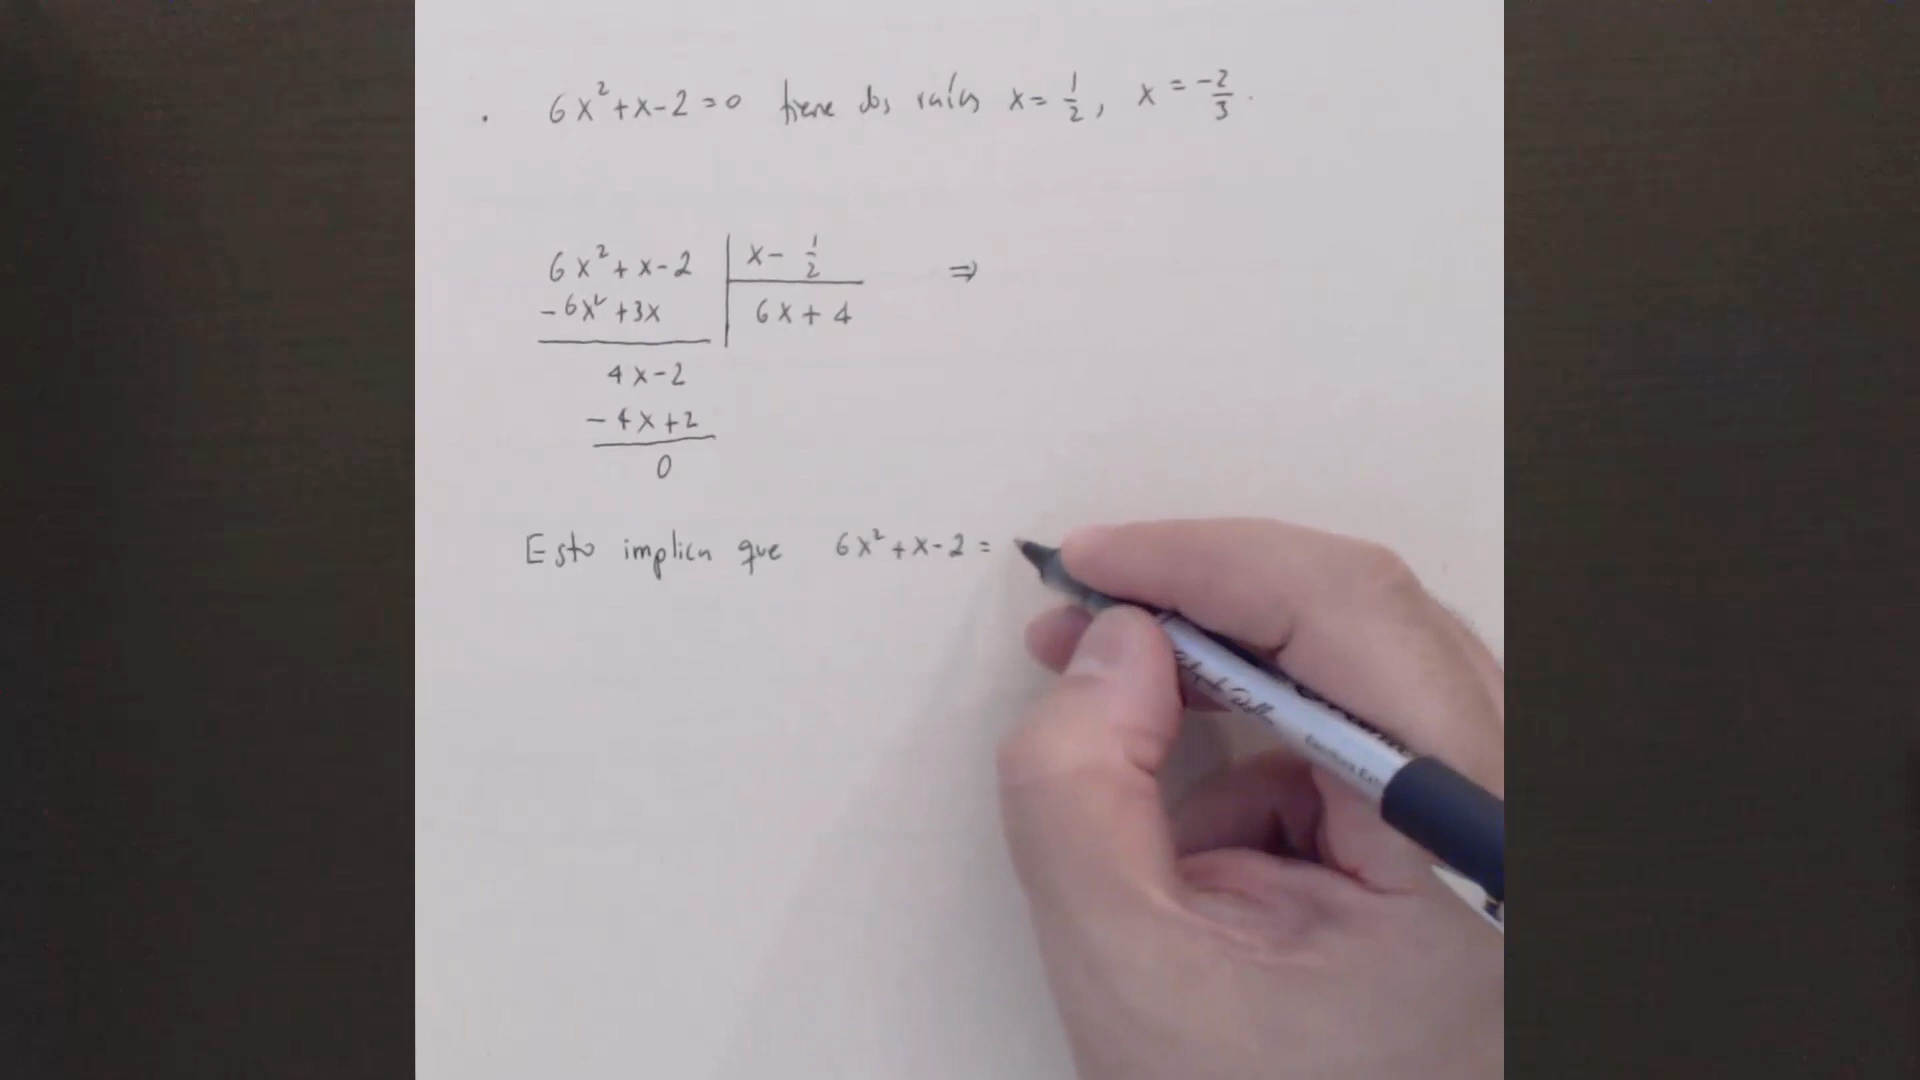 . 6x²+x-2=0 tiene dos raíces x= 1/2, x = -2/3.
6x²+x-2 | x- 1/2 ⇒
-6x²+3x | 6x+4
4x-2
-4x+2
0
Esto implica que 6x²+x-2=